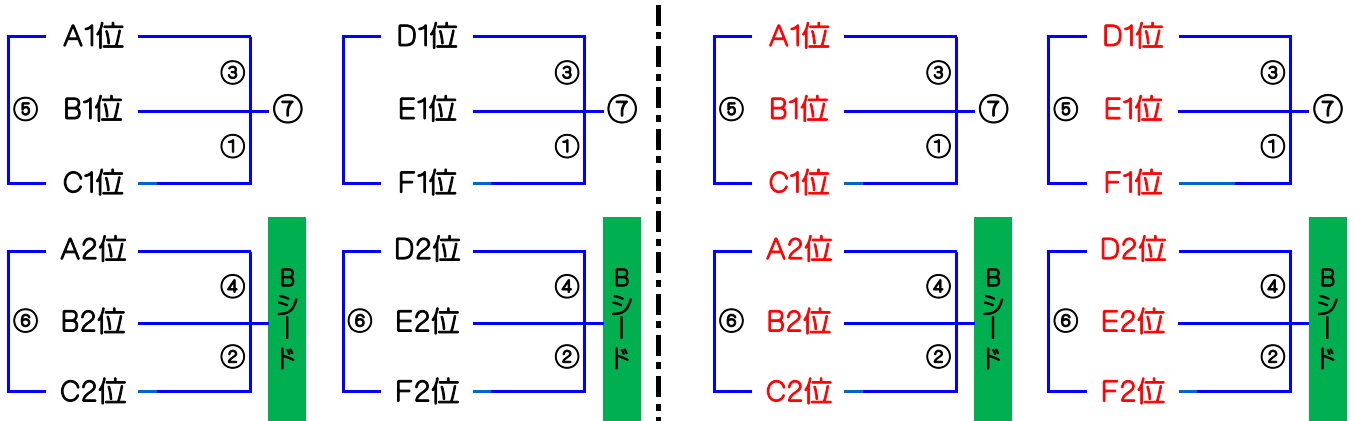 A1位
③
⑤ B1位 ⑦
①
C1位
D1位
③
E1位 ⑦
①
F1位
A2位
④
⑥ B2位
②
C2位
Bシード
D2位
④
⑥ E2位
②
F2位
Bシード
A1位
③
⑤ B1位 ⑦
①
C1位
D1位
③
⑤ E1位 ⑦
①
F1位
A2位
④
⑥ B2位
②
C2位
Bシード
D2位
④
⑥ E2位
②
F2位
Bシード